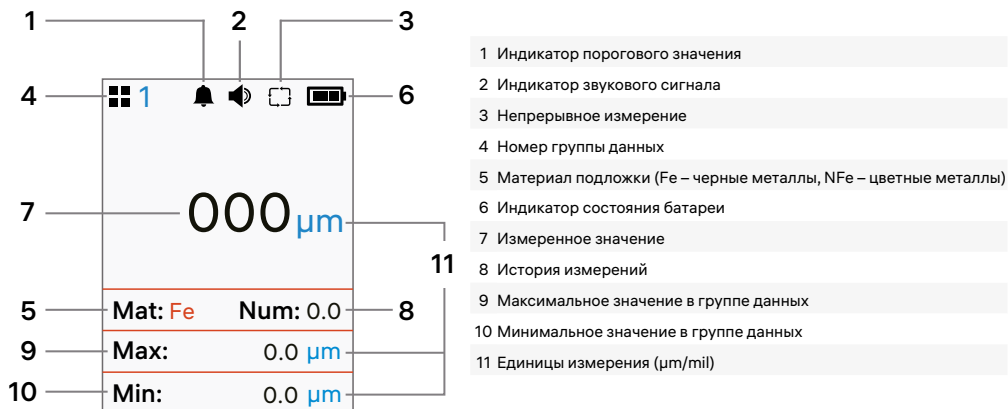 1
2
3
4
1
6
7
000 μm
11
5
Mat: Fe
Num: 0.0
8
9
Max:
0.0 μm
10
Min:
0.0 μm
1 Индикатор порогового значения
2 Индикатор звукового сигнала
3 Непрерывное измерение
4 Номер группы данных
5 Материал подложки (Fe – черные металлы, NFe – цветные металлы)
6 Индикатор состояния батареи
7 Измеренное значение
8 История измерений
9 Максимальное значение в группе данных
10 Минимальное значение в группе данных
11 Единицы измерения (μm/mil)